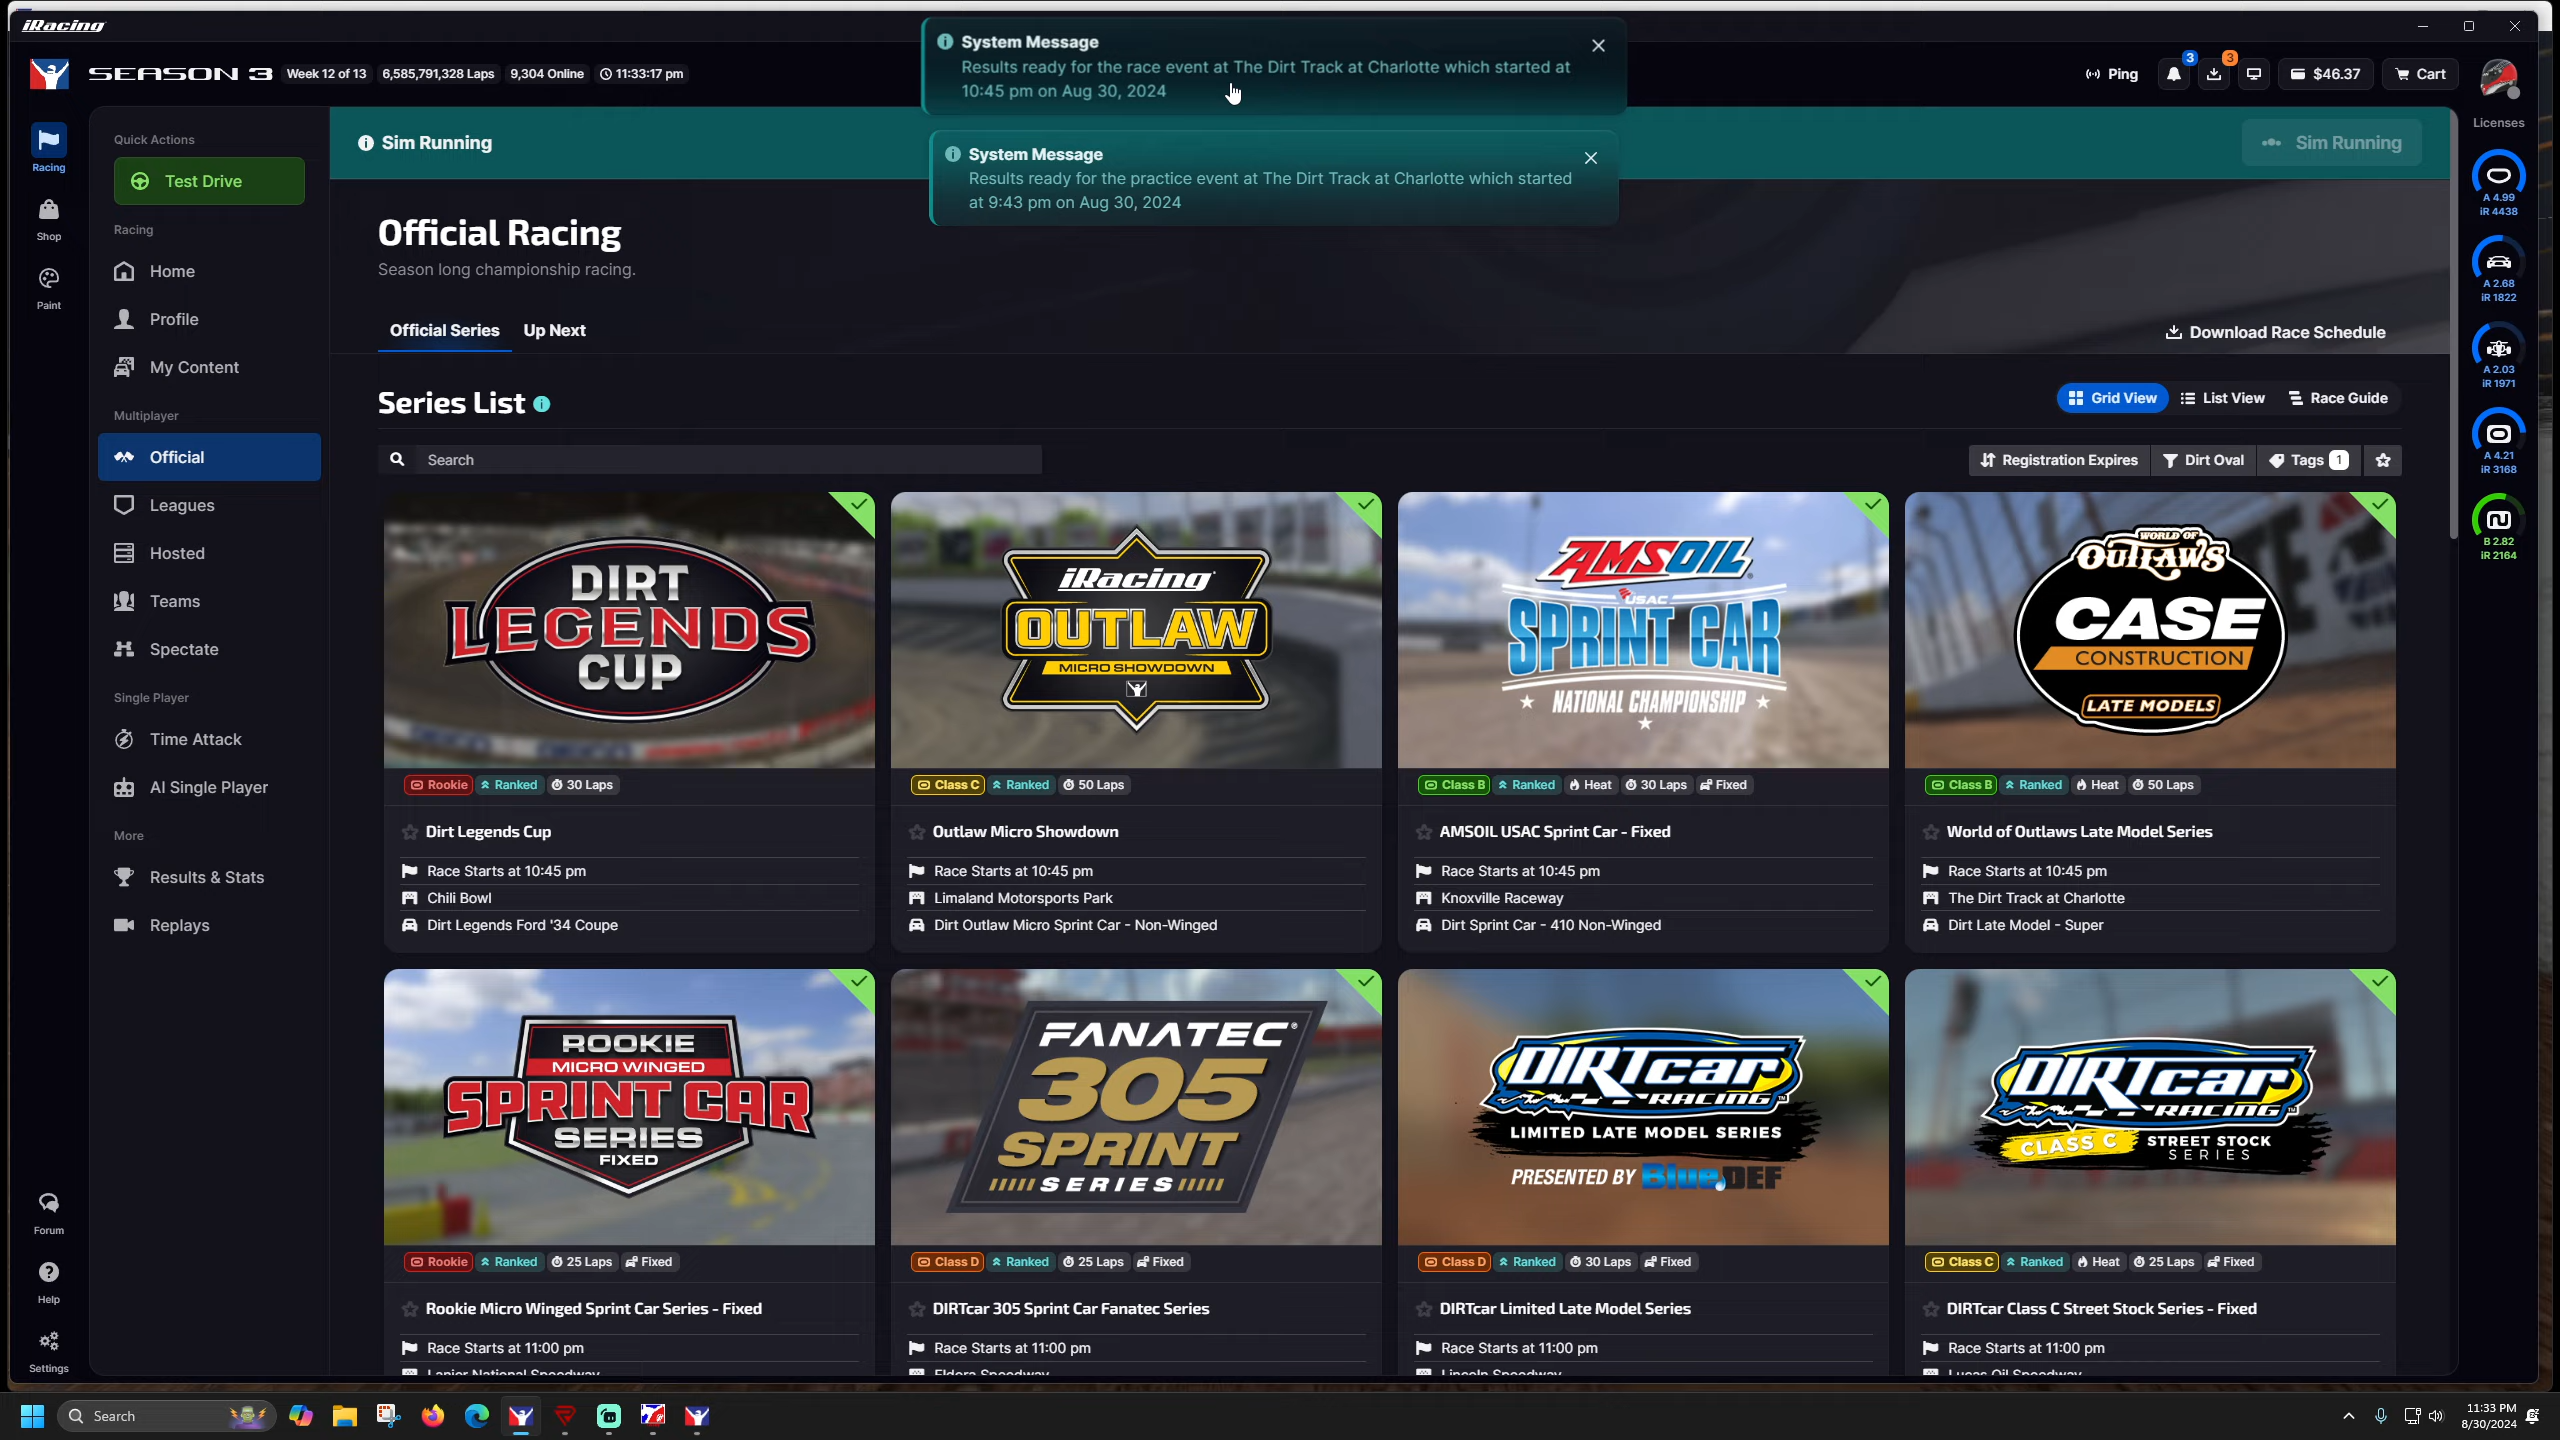 iRacing
System Message
Results ready for the race event at The Dirt Track at Charlotte which started at
10:45 pm on Aug 30, 2024
SEASON 3
Week 12 of 13
6,585,791,328 Laps
9,304 Online
11:33:17 pm
Ping
3
3
$46.37
Cart
Racing
Shop
Paint
Forum
Help
Settings
Quick Actions
Test Drive
Racing
Home
Profile
My Content
Multiplayer
Official
Leagues
Hosted
Teams
Spectate
Single Player
Time Attack
AI Single Player
More
Results & Stats
Replays
Sim Running
Sim Running
System Message
Results ready for the practice event at The Dirt Track at Charlotte which started
at 9:43 pm on Aug 30, 2024
Official Racing
Season long championship racing.
Official Series
Up Next
Download Race Schedule
Series List
Grid View
List View
Race Guide
Search
Registration Expires
Dirt Oval
Tags 1
Licenses
A 4.99
iR 4438
A 2.68
iR 1822
A 2.03
iR 1971
A 4.21
iR 3168
B 2.82
iR 2164
DIRT
LEGENDS
CUP
Rookie
Ranked
30 Laps
Dirt Legends Cup
Race Starts at 10:45 pm
Chili Bowl
Dirt Legends Ford '34 Coupe
iRacing
OUTLAW
MICRO SHOWDOWN
Class C
Ranked
50 Laps
Outlaw Micro Showdown
Race Starts at 10:45 pm
Limaland Motorsports Park
Dirt Outlaw Micro Sprint Car - Non-Winged
AMSOIL
USAC
SPRINT CAR
NATIONAL CHAMPIONSHIP
Class B
Ranked
Heat
30 Laps
Fixed
AMSOIL USAC Sprint Car - Fixed
Race Starts at 10:45 pm
Knoxville Raceway
Dirt Sprint Car - 410 Non-Winged
WORLD OF
OUTLAWS
CASE
CONSTRUCTION
LATE MODELS
Class B
Ranked
Heat
50 Laps
World of Outlaws Late Model Series
Race Starts at 10:45 pm
The Dirt Track at Charlotte
Dirt Late Model - Super
ROOKIE
MICRO WINGED
SPRINT CAR
SERIES
FIXED
Rookie
Ranked
25 Laps
Fixed
Rookie Micro Winged Sprint Car Series - Fixed
Race Starts at 11:00 pm
Lanier National Speedway
FANATEC
305
SPRINT
SERIES
Class D
Ranked
25 Laps
Fixed
DIRTcar 305 Sprint Car Fanatec Series
Race Starts at 11:00 pm
Eldora Speedway
DIRTcar
RACING
LIMITED LATE MODEL SERIES
PRESENTED BY BlueDEF
Class D
Ranked
30 Laps
Fixed
DIRTcar Limited Late Model Series
Race Starts at 11:00 pm
Lincoln Speedway
DIRTcar
RACING
CLASS C STREET STOCK
SERIES
Class C
Ranked
Heat
25 Laps
Fixed
DIRTcar Class C Street Stock Series - Fixed
Race Starts at 11:00 pm
Lucas Oil Speedway
Search
11:33 PM
8/30/2024